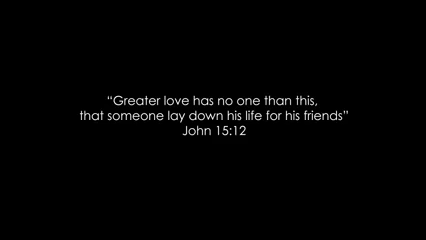 “Greater love has no one than this,
that someone lay down his life for his friends”
John 15:12